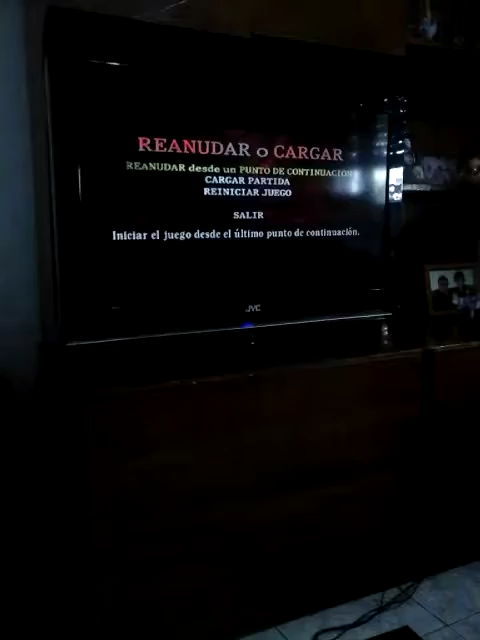 REANUDAR o CARGAR
REANUDAR desde un PUNTO DE CONTINUACIÓN
CARGAR PARTIDA
REINICIAR JUEGO
SALIR
Iniciar el juego desde el último punto de continuación.
JVC